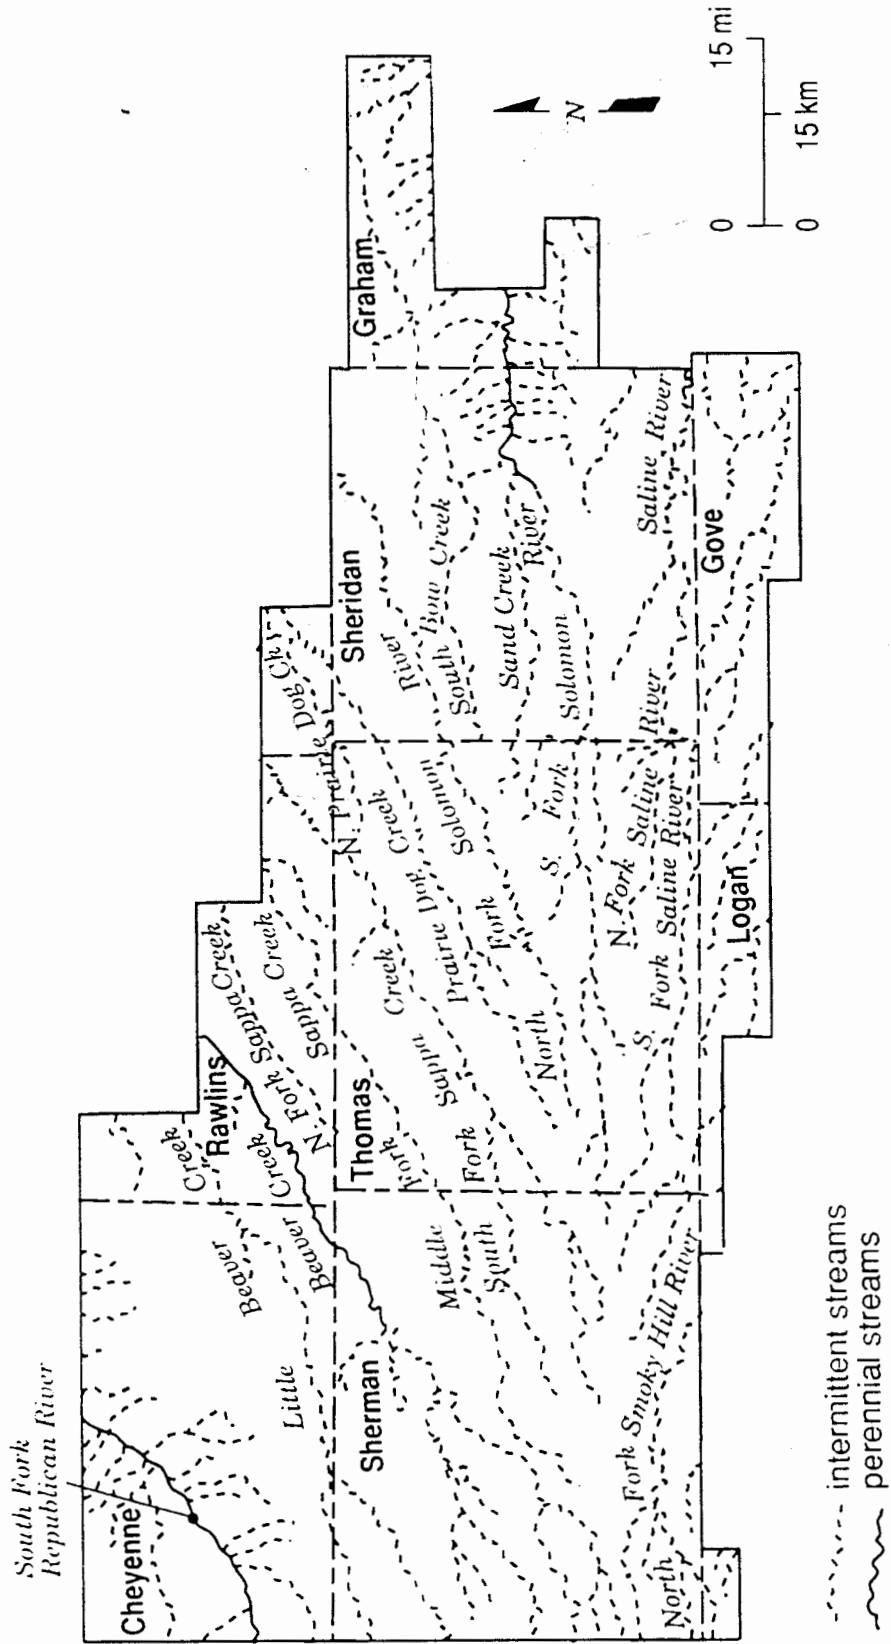 South Fork
Republican River
Cheyenne
Beaver
Creek
Rawlins
Little
Beaver
Creek
N. Fork Sappa Creek
Sappa Creek
N. Prairie Dog Ck.
Sherman
Thomas
Sheridan
Graham
Middle
Fork
Sappa
Creek
South
Fork
Sappa
Creek
Prairie Dog
Creek
North
Fork
Solomon
River
Bow Creek
South
Sand Creek
S. Fork
Solomon
River
N. Fork Saline River
S. Fork Saline River
Saline River
North
Fork Smoky Hill River
Logan
Gove
N
0 15 mi
0 15 km
intermittent streams
perennial streams